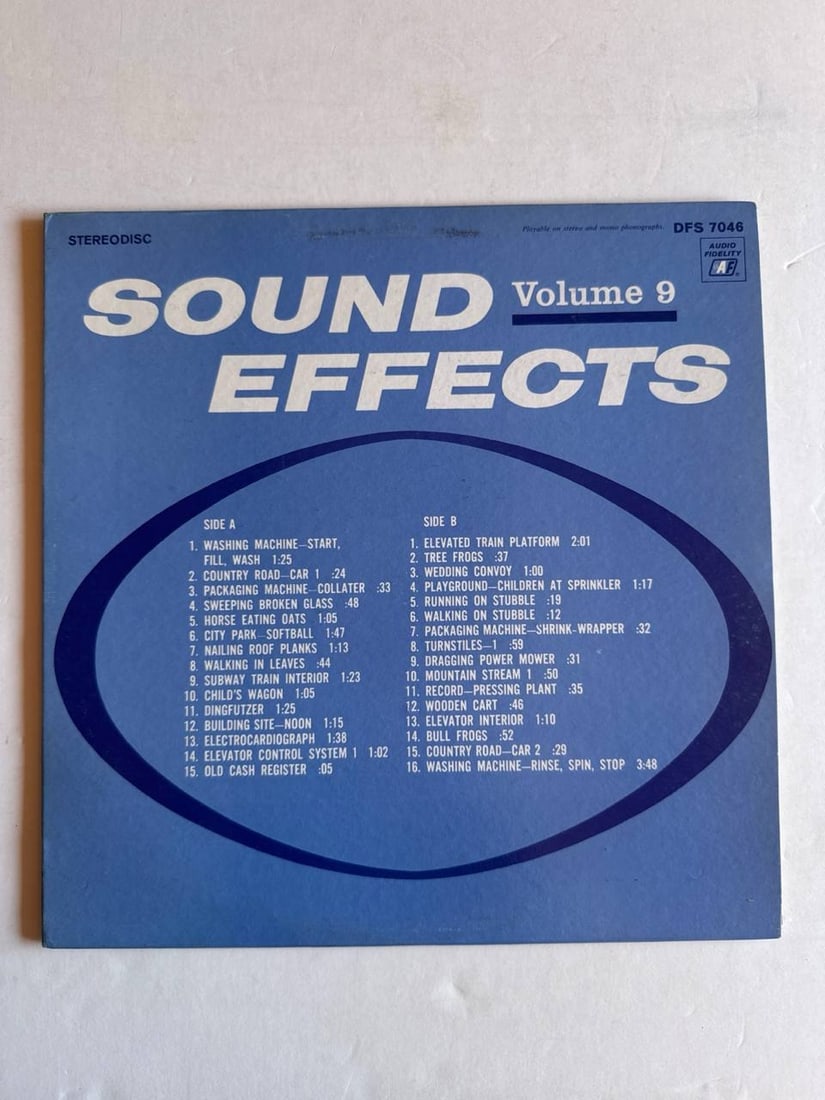 STEREODISC
Playable on stereo and mono phonographs.
DFS 7046
AUDIO
FIDELITY
AF®
SOUND
Volume 9
EFFECTS
SIDE A
1. WASHING MACHINE—START,
FILL, WASH 1:25
2. COUNTRY ROAD—CAR 1 :24
3. PACKAGING MACHINE—COLLATER :33
4. SWEEPING BROKEN GLASS :48
5. HORSE EATING OATS 1:05
6. CITY PARK—SOFTBALL 1:47
7. NAILING ROOF PLANKS 1:13
8. WALKING IN LEAVES :44
9. SUBWAY TRAIN INTERIOR 1:23
10. CHILD'S WAGON 1:05
11. DINGFUTZER 1:25
12. BUILDING SITE—NOON 1:15
13. ELECTROCARDIOGRAPH 1:38
14. ELEVATOR CONTROL SYSTEM 1 1:02
15. OLD CASH REGISTER :05
SIDE B
1. ELEVATED TRAIN PLATFORM 2:01
2. TREE FROGS :37
3. WEDDING CONVOY 1:00
4. PLAYGROUND—CHILDREN AT SPRINKLER 1:17
5. RUNNING ON STUBBLE :19
6. WALKING ON STUBBLE :12
7. PACKAGING MACHINE—SHRINK-WRAPPER :32
8. TURNSTILES—1 :59
9. DRAGGING POWER MOWER :31
10. MOUNTAIN STREAM 1 :50
11. RECORD—PRESSING PLANT :35
12. WOODEN CART :46
13. ELEVATOR INTERIOR 1:10
14. BULL FROGS :52
15. COUNTRY ROAD—CAR 2 :29
16. WASHING MACHINE—RINSE, SPIN, STOP 3:48